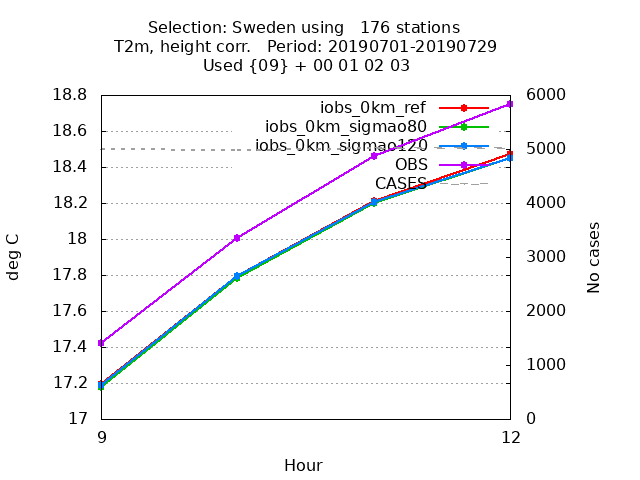 Selection: Sweden using   176 stations
T2m, height corr.   Period: 20190701-20190729
Used {09} + 00 01 02 03
18.8
18.6
18.4
18.2
18
17.8
17.6
17.4
17.2
17
deg C
iobs_0km_ref
iobs_0km_sigmao80
iobs_0km_sigmao120
OBS
CASES
6000
5000
4000
3000
2000
1000
0
No cases
9
12
Hour